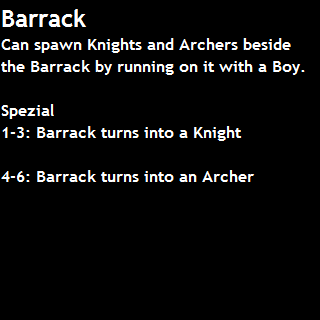 Barrack
Can spawn Knights and Archers beside
the Barrack by running on it with a Boy.
Spezial
1-3: Barrack turns into a Knight
4-6: Barrack turns into an Archer